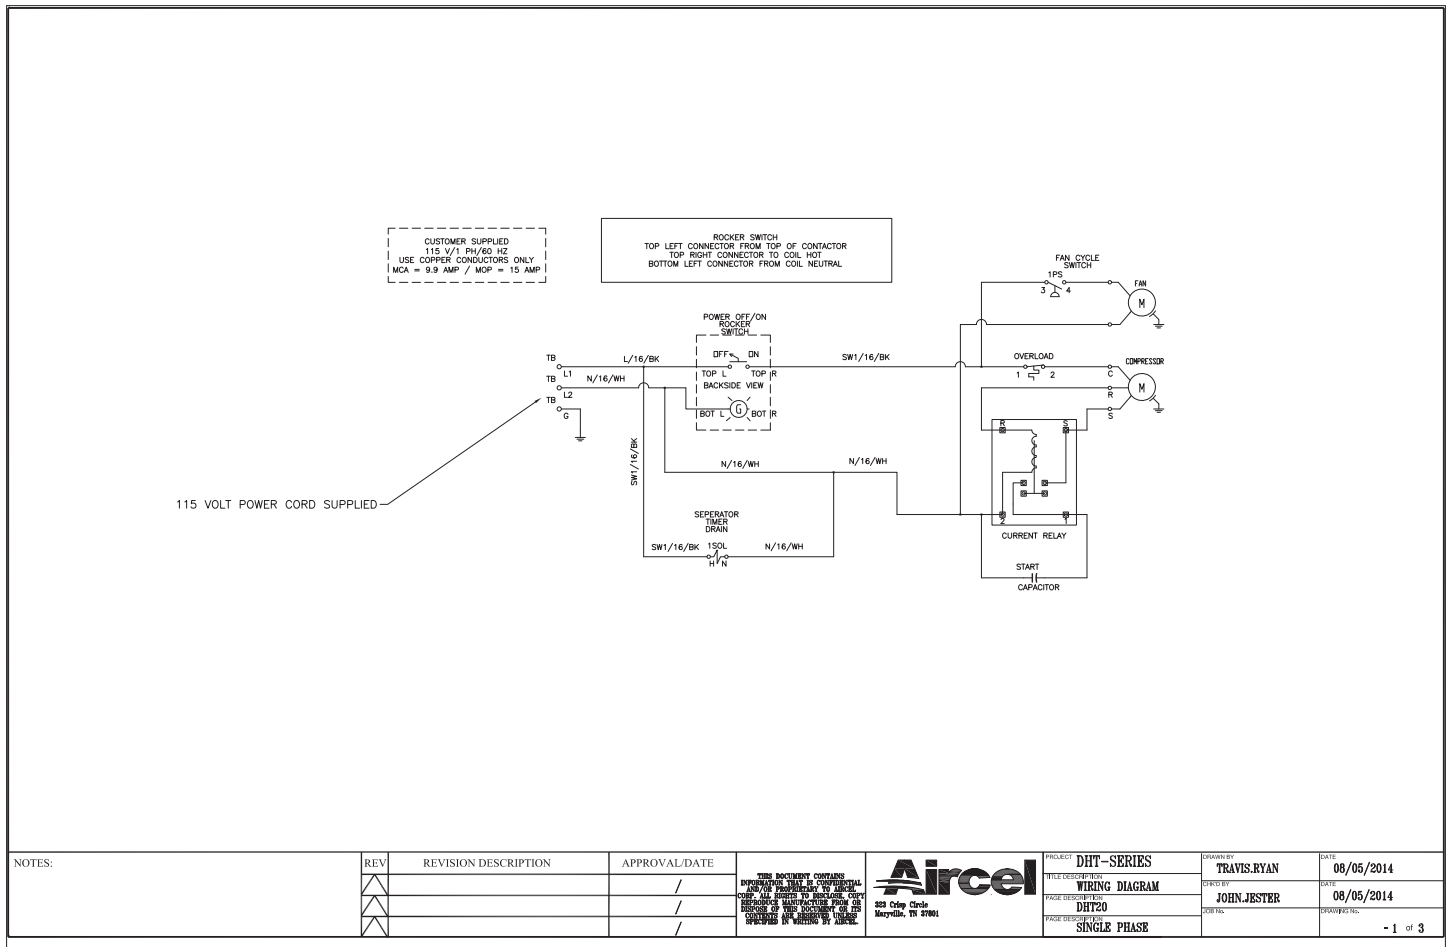 CUSTOMER SUPPLIED
115 V/1 PH/60 HZ
USE COPPER CONDUCTORS ONLY
MCA = 9.9 AMP / MOP = 15 AMP
ROCKER SWITCH
TOP LEFT CONNECTOR FROM TOP OF CONTACTOR
TOP RIGHT CONNECTOR TO COIL HOT
BOTTOM LEFT CONNECTOR FROM COIL NEUTRAL
FAN CYCLE
SWITCH
1PS
3 4
FAN
M
POWER OFF/ON
ROCKER
SWITCH
OFF ON
TOP L TOP R
BACKSIDE VIEW
G
BOT L BOT R
TB
L1
L/16/BK
SW1/16/BK
OVERLOAD
1 2
COMPRESSOR
C
M
R
S
TB
L2
N/16/WH
TB
G
115 VOLT POWER CORD SUPPLIED
SW1/16/BK
N/16/WH
N/16/WH
R S
2 1
CURRENT RELAY
SEPERATOR
TIMER
DRAIN
SW1/16/BK 1SOL N/16/WH
H N
START
CAPACITOR
NOTES:
REV REVISION DESCRIPTION APPROVAL/DATE
/
/
/
THIS DOCUMENT CONTAINS
INFORMATION THAT IS CONFIDENTIAL
AND/OR PROPRIETARY TO AIRCEL
CORP. ALL RIGHTS TO DISCLOSE, COPY
REPRODUCE MANUFACTURE FROM OR
DISPOSE OF THIS DOCUMENT OR ITS
CONTENTS ARE RESERVED UNLESS
SPECIFIED IN WRITING BY AIRCEL.
Aircel
323 Crisp Circle
Maryville, TN 37801
PROJECT DHT-SERIES
TITLE DESCRIPTION
WIRING DIAGRAM
PAGE DESCRIPTION
DHT20
PAGE DESCRIPTION
SINGLE PHASE
DRAWN BY
TRAVIS.RYAN
CHK'D BY
JOHN.JESTER
JOB No.
DATE
08/05/2014
DATE
08/05/2014
DRAWING No.
- 1 of 3